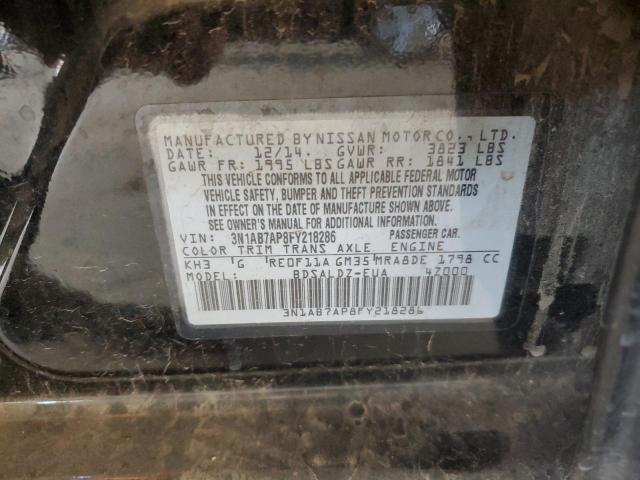 MANUFACTURED BY NISSAN MOTOR CO., LTD.
DATE: 12/14 GVWR: 3823 LBS
GAWR FR: 1995 LBS GAWR RR: 1841 LBS
THIS VEHICLE CONFORMS TO ALL APPLICABLE FEDERAL MOTOR
VEHICLE SAFETY, BUMPER AND THEFT PREVENTION STANDARDS
IN EFFECT ON THE DATE OF MANUFACTURE SHOWN ABOVE.
SEE OWNER'S MANUAL FOR ADDITIONAL INFORMATION.
VIN: 3N1AB7AP8FY218286 PASSENGER CAR.
COLOR TRIM TRANS AXLE ENGINE
KH3 G RE0F11A GM35 MRA8DE 1798 CC
MODEL: BDSALDZ-EUA 47000
3N1AB7AP8FY218286